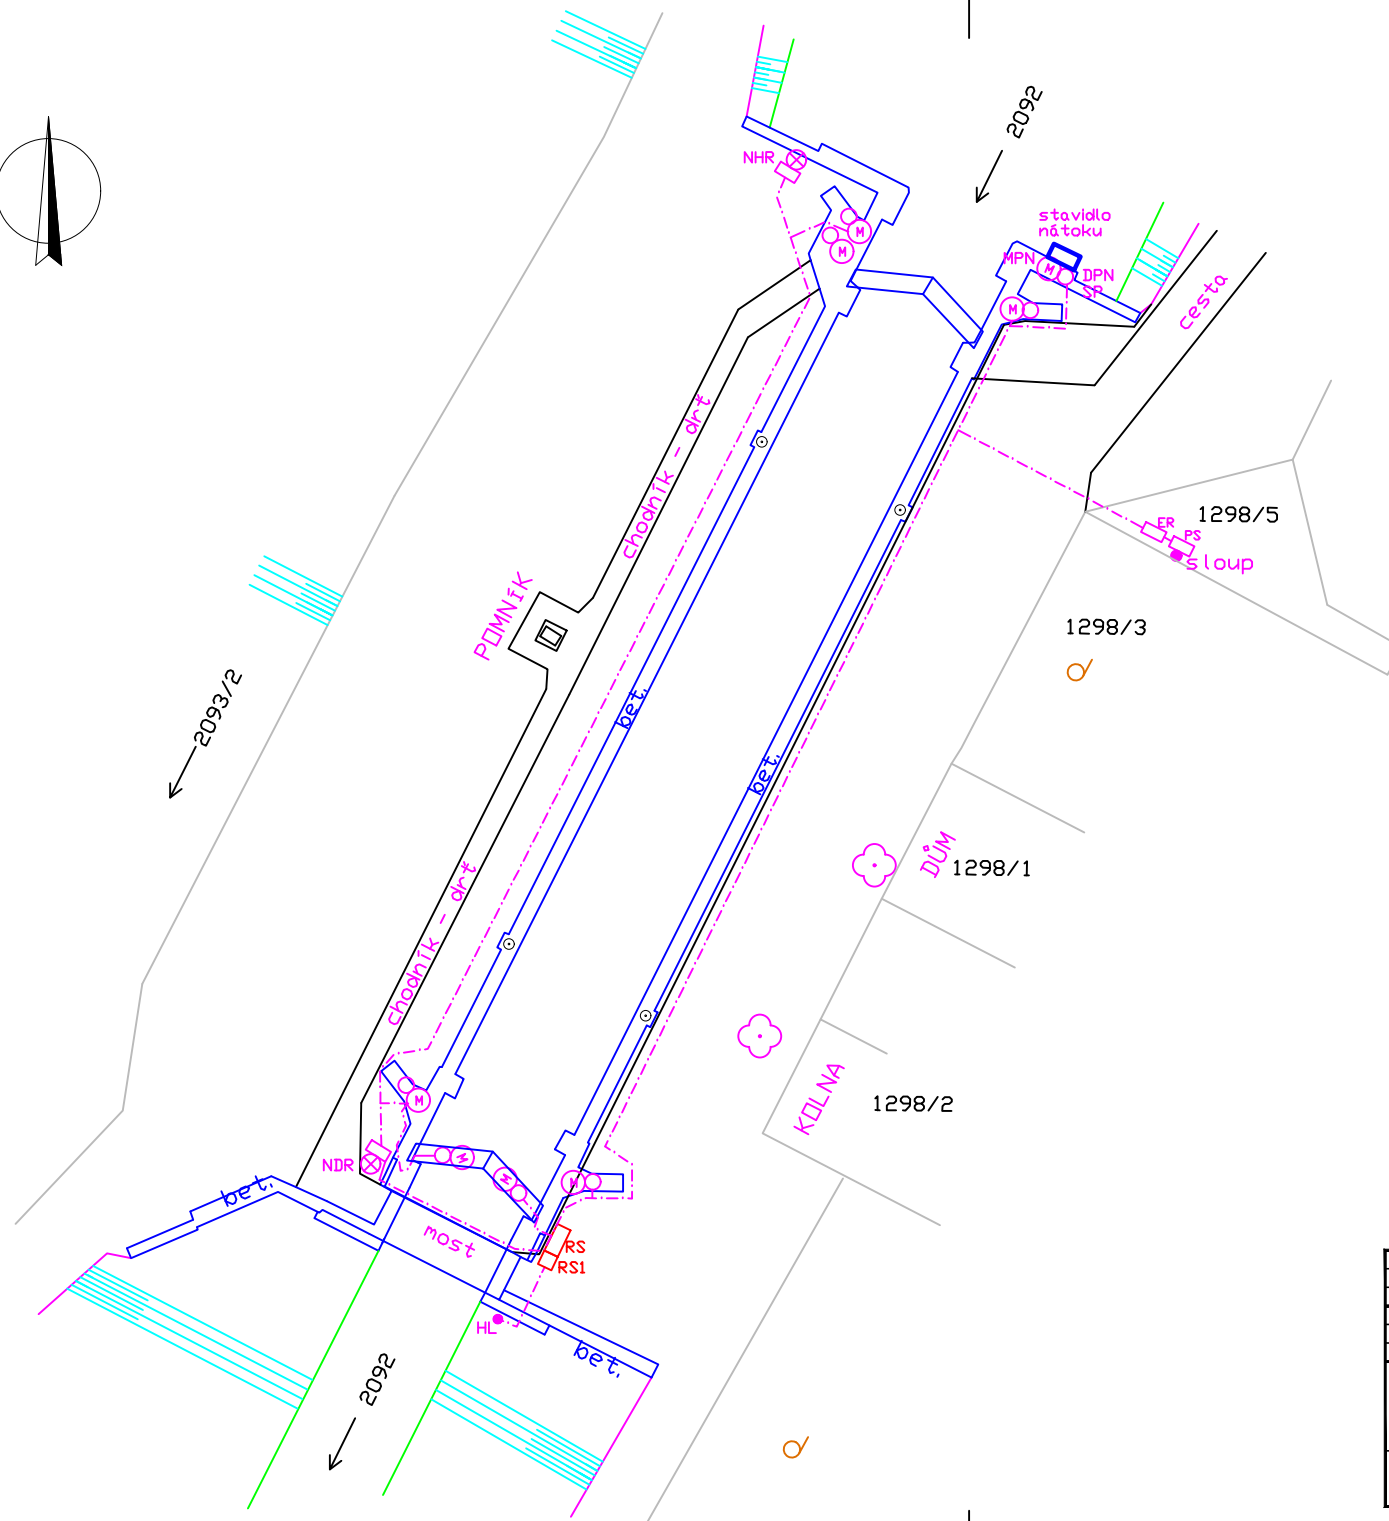 2092
NHR
M
M
stavidlo
nátoku
MPN
M
DPN
SP
M
cesta
chodník - drť
1298/5
ER
PS
sloup
POMNÍK
1298/3
2093/2
bet.
bet.
DŮM
1298/1
chodník - drť
KOLNA
1298/2
M
NDR
M
M
M
bet.
most
RS
RS1
HL
bet.
2092